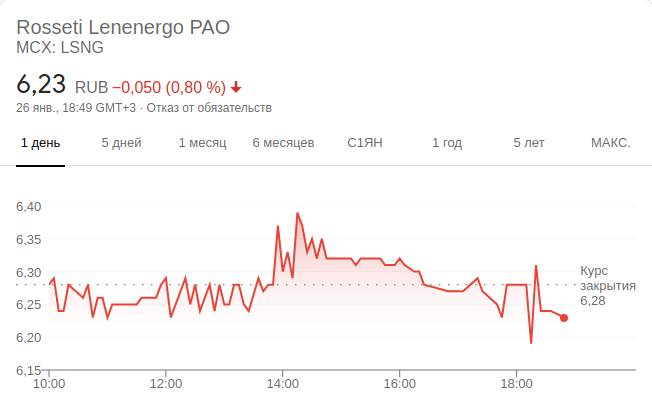 Rosseti Lenenergo PAO
MCX: LSNG
6,23 RUB −0,050 (0,80 %)
26 янв., 18:49 GMT+3 · Отказ от обязательств
1 день 5 дней 1 месяц 6 месяцев С1ЯН 1 год 5 лет МАКС.
6,40
6,35
6,30
6,25
6,20
6,15
Курс
закрытия
6,28
10:00 12:00 14:00 16:00 18:00